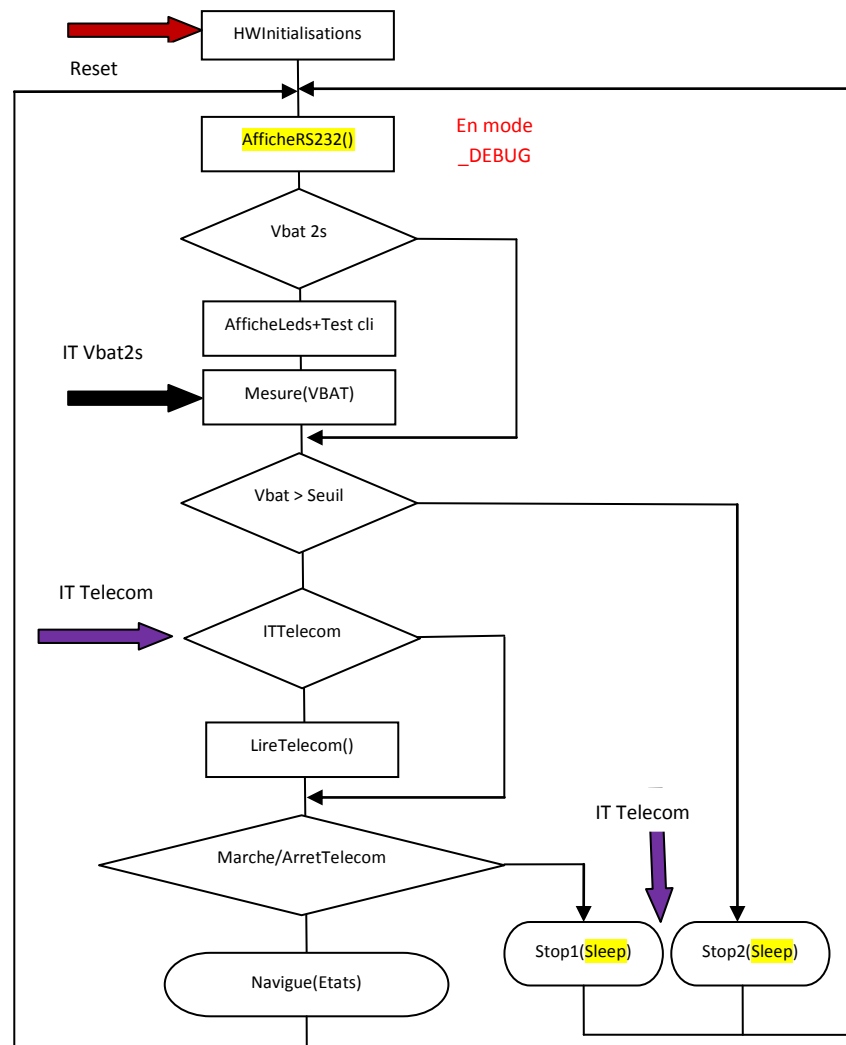 HWInitialisations
Reset
AfficheRS232()
En mode
_DEBUG
Vbat 2s
AfficheLeds+Test cli
IT Vbat2s
Mesure(VBAT)
Vbat > Seuil
IT Telecom
ITTelecom
LireTelecom()
IT Telecom
Marche/ArretTelecom
Stop1(Sleep)
Stop2(Sleep)
Navigue(Etats)